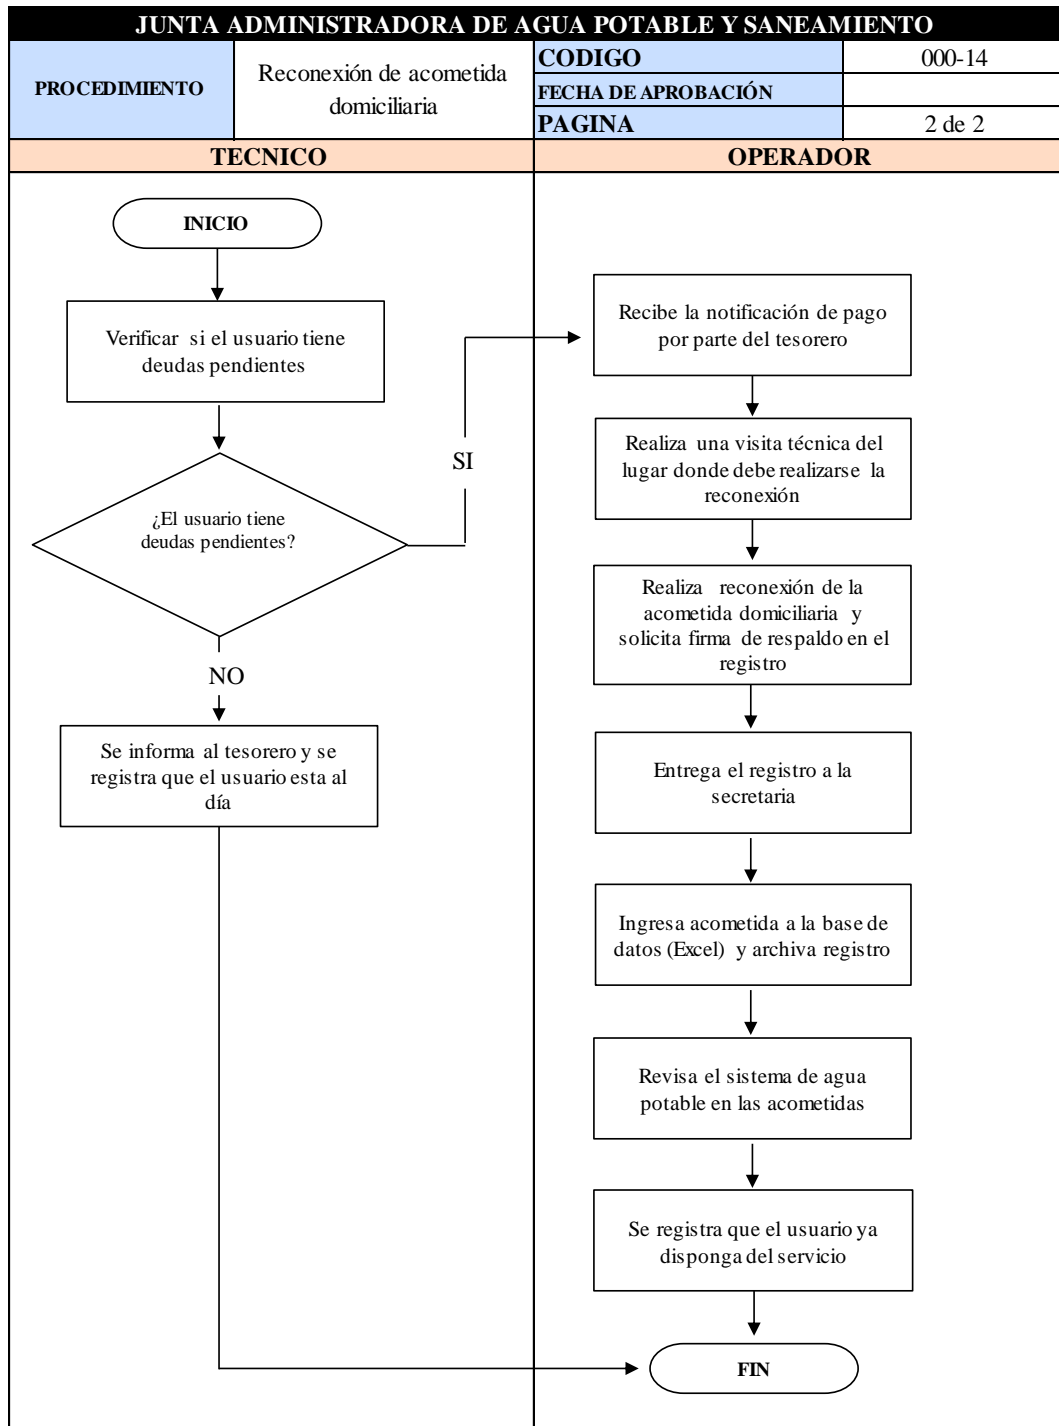 JUNTA ADMINISTRADORA DE AGUA POTABLE Y SANEAMIENTO
PROCEDIMIENTO
Reconexión de acometida
domiciliaria
CODIGO
000-14
FECHA DE APROBACIÓN
PAGINA
2 de 2
TECNICO
OPERADOR
INICIO
Verificar si el usuario tiene
deudas pendientes
¿El usuario tiene
deudas pendientes?
SI
NO
Se informa al tesorero y se
registra que el usuario esta al
día
Recibe la notificación de pago
por parte del tesorero
Realiza una visita técnica del
lugar donde debe realizarse la
reconexión
Realiza reconexión de la
acometida domiciliaria y
solicita firma de respaldo en el
registro
Entrega el registro a la
secretaria
Ingresa acometida a la base de
datos (Excel) y archiva registro
Revisa el sistema de agua
potable en las acometidas
Se registra que el usuario ya
disponga del servicio
FIN